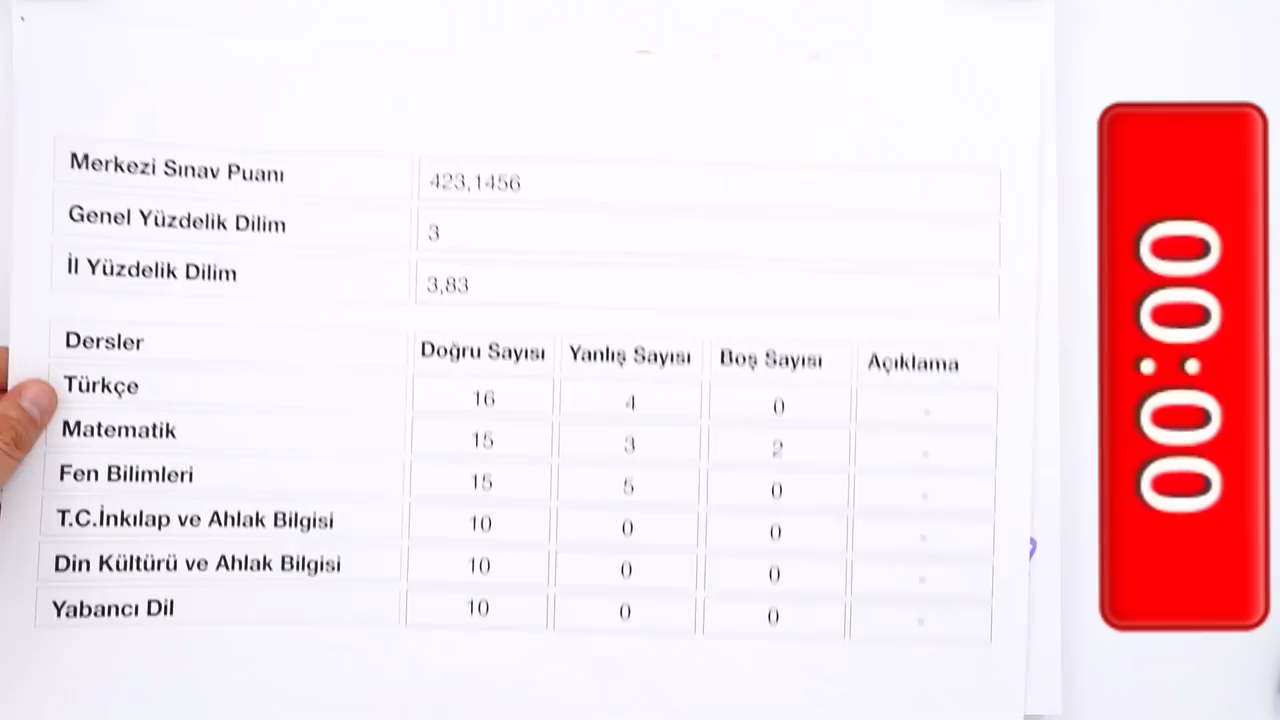 Merkezi Sınav Puanı 423,1456
Genel Yüzdelik Dilim 3
İl Yüzdelik Dilim 3,83
Dersler Doğru Sayısı Yanlış Sayısı Boş Sayısı Açıklama
Türkçe 16 4 0 -
Matematik 15 3 2 -
Fen Bilimleri 15 5 0 -
T.C.İnkılap ve Ahlak Bilgisi 10 0 0 -
Din Kültürü ve Ahlak Bilgisi 10 0 0 -
Yabancı Dil 10 0 0 -
00:00